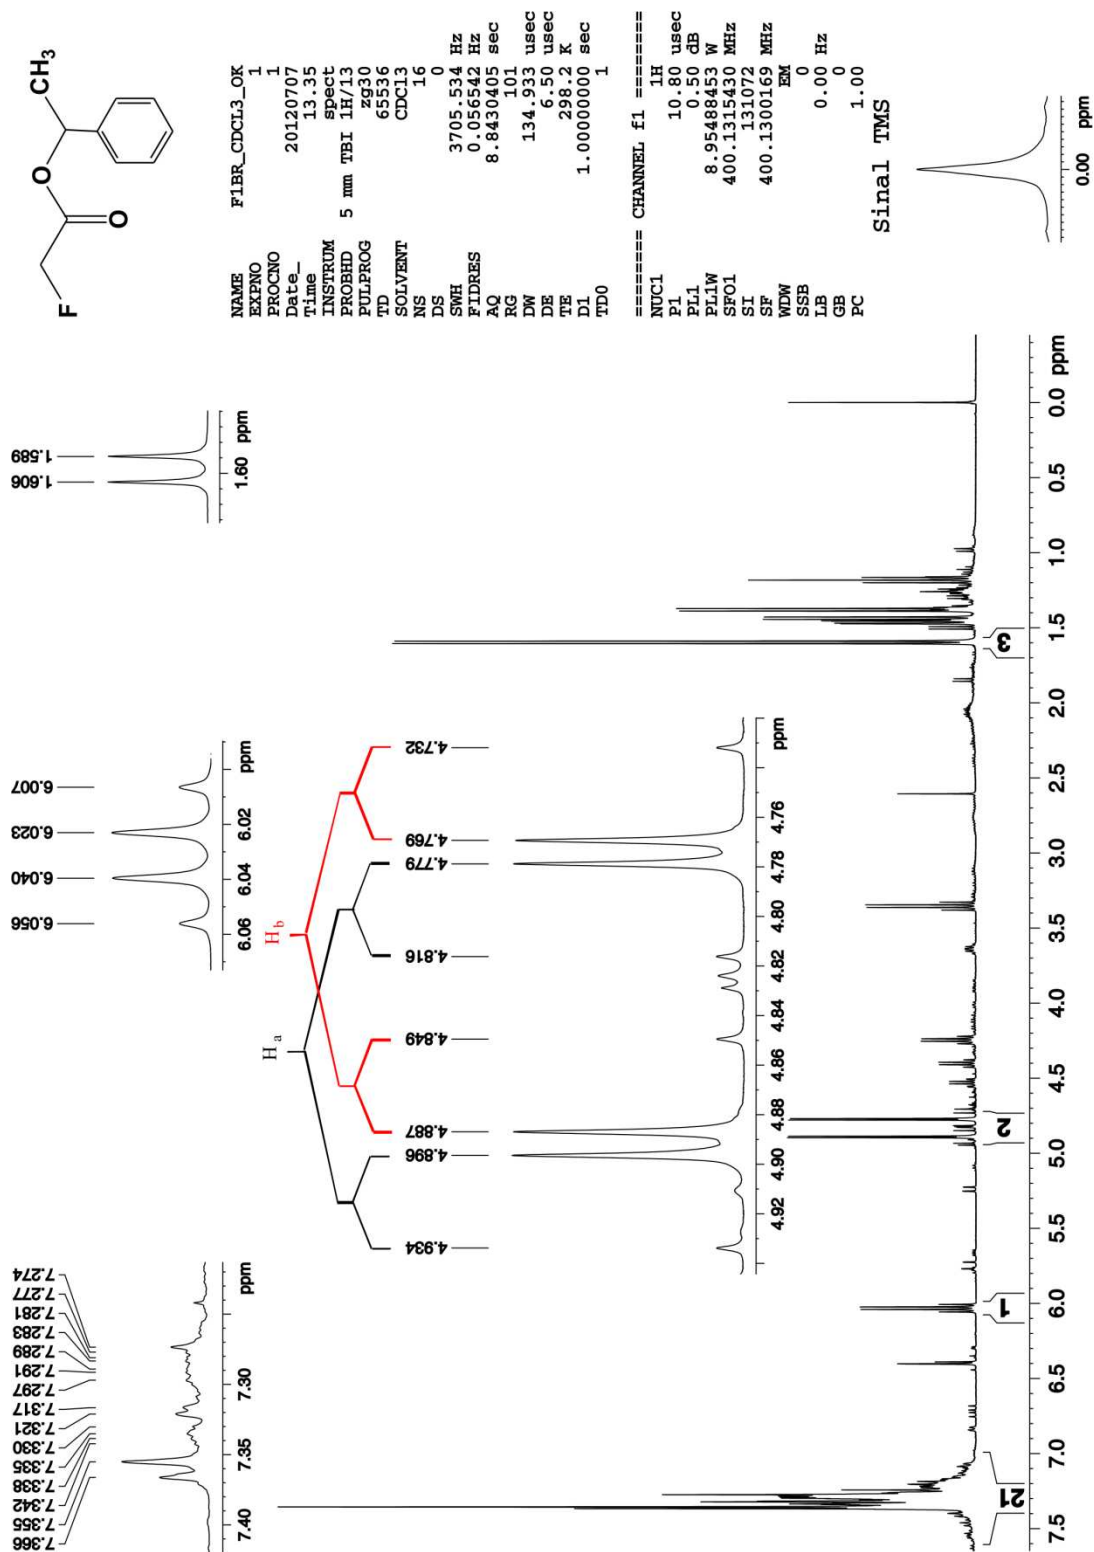 F
O
O
CH3
NAME F1BR_CDCL3_OK
EXPNO 1
PROCNO 1
Date_ 20120707
Time 13.35
INSTRUM spect
PROBHD 5 mm TBI 1H/13
PULPROG zg30
TD 65536
SOLVENT CDCl3
NS 16
DS 0
SWH 3705.534 Hz
FIDRES 0.056542 Hz
AQ 8.8430405 sec
RG 101
DW 134.933 usec
DE 6.50 usec
TE 298.2 K
D1 1.00000000 sec
TD0 1
======== CHANNEL f1 ========
NUC1 1H
P1 10.80 usec
PL1 0.50 dB
PL1W 8.95488453 W
SFO1 400.1315430 MHz
SI 131072
SF 400.1300169 MHz
WDW EM
SSB 0
LB 0.00 Hz
GB 0
PC 1.00
Sinal TMS
0.00 ppm
7.366
7.355
7.342
7.338
7.335
7.330
7.321
7.317
7.297
7.291
7.289
7.283
7.281
7.277
7.274
7.40 7.35 7.30 ppm
6.056
6.040
6.023
6.007
6.06 6.04 6.02 ppm
1.606
1.589
1.60 ppm
Ha
Hb
4.934
4.896
4.887
4.849
4.816
4.779
4.769
4.732
4.92 4.90 4.88 4.86 4.84 4.82 4.80 4.78 4.76 ppm
21
1
2
3
7.5 7.0 6.5 6.0 5.5 5.0 4.5 4.0 3.5 3.0 2.5 2.0 1.5 1.0 0.5 0.0 ppm